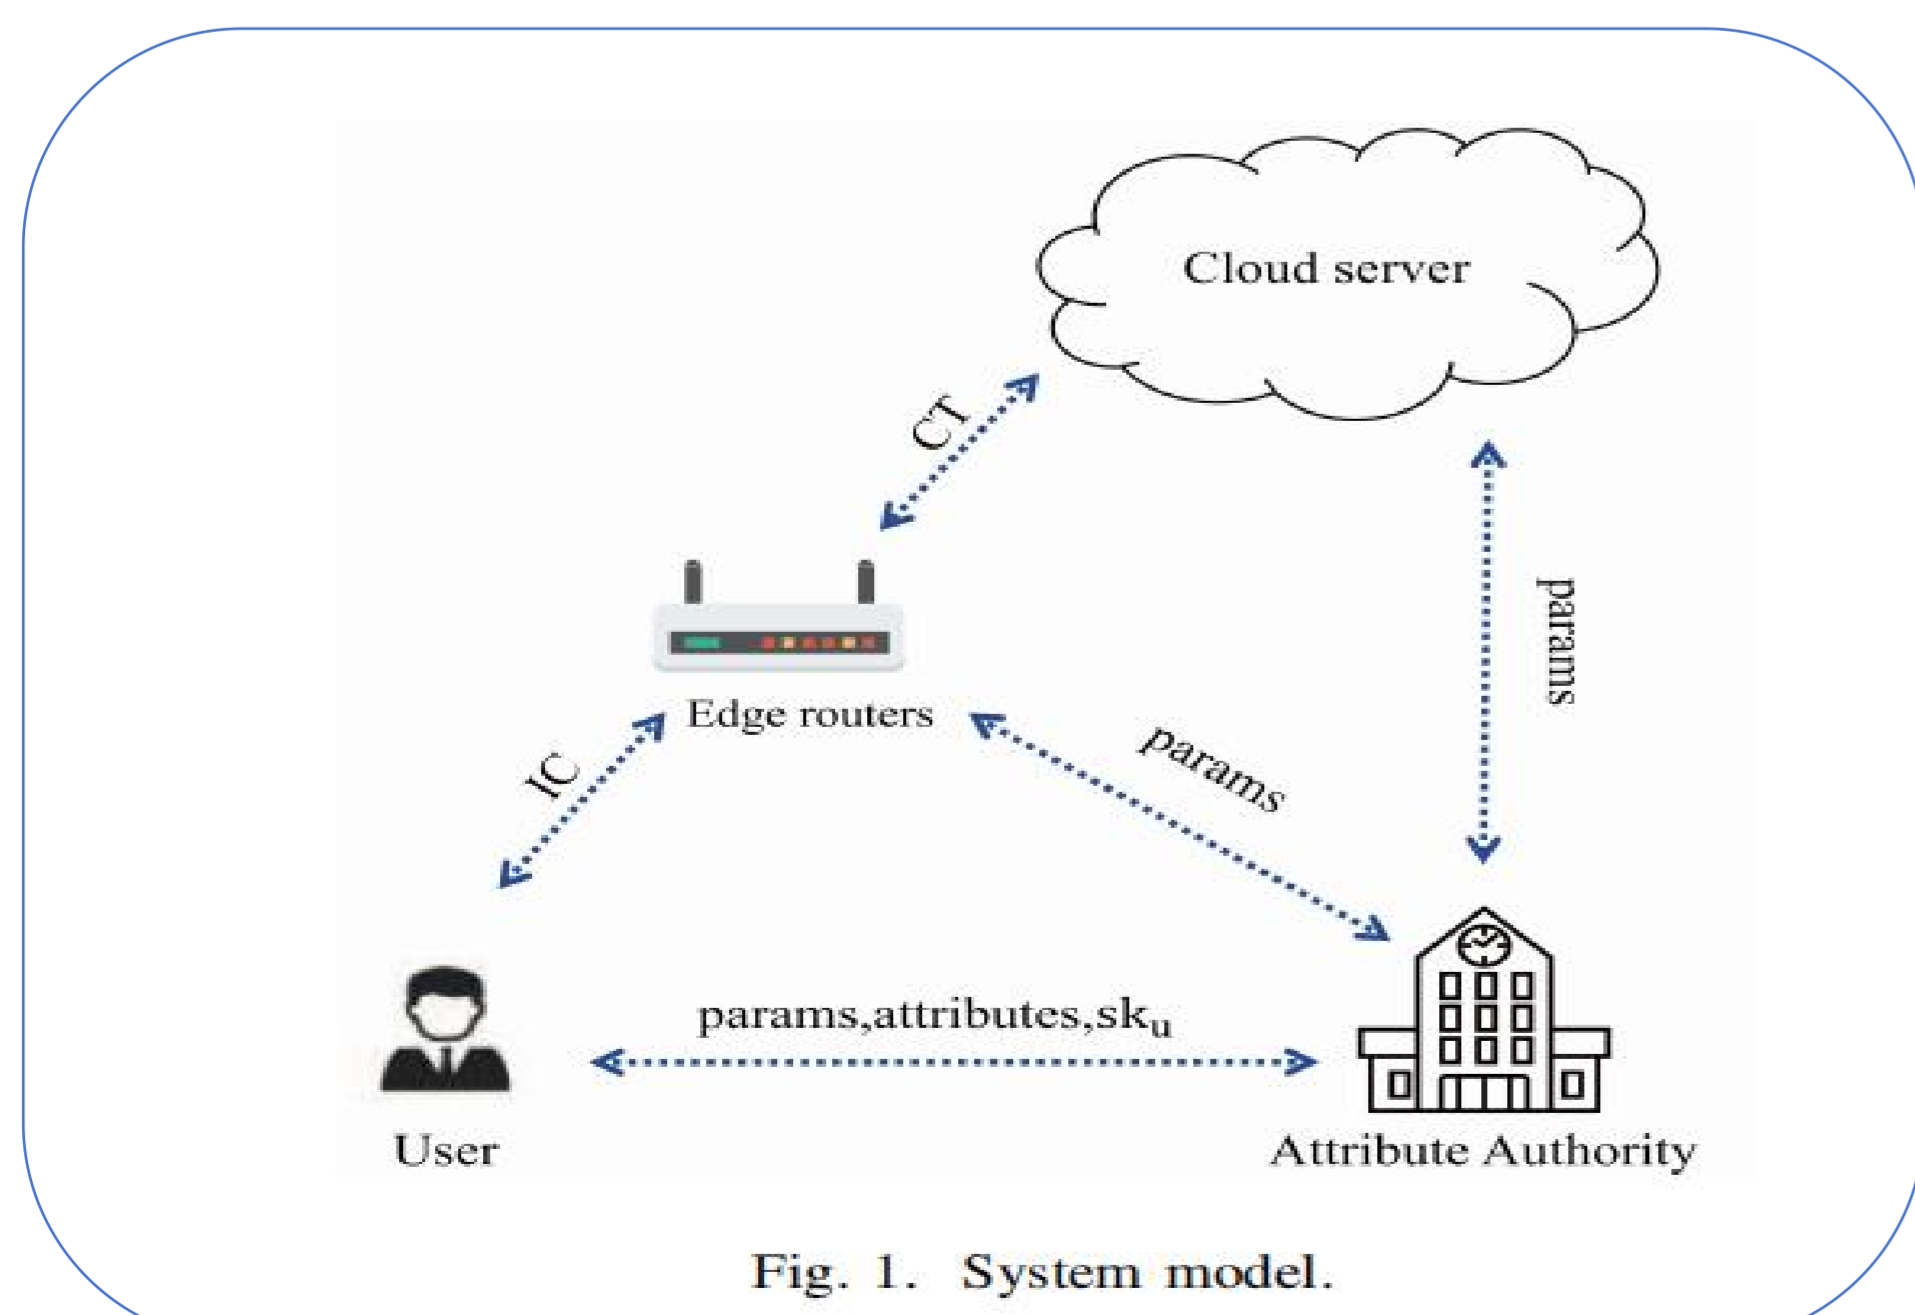 Cloud server
CT
params
Edge routers
params
IC
params,attributes,sku
User
Attribute Authority
Fig. 1. System model.